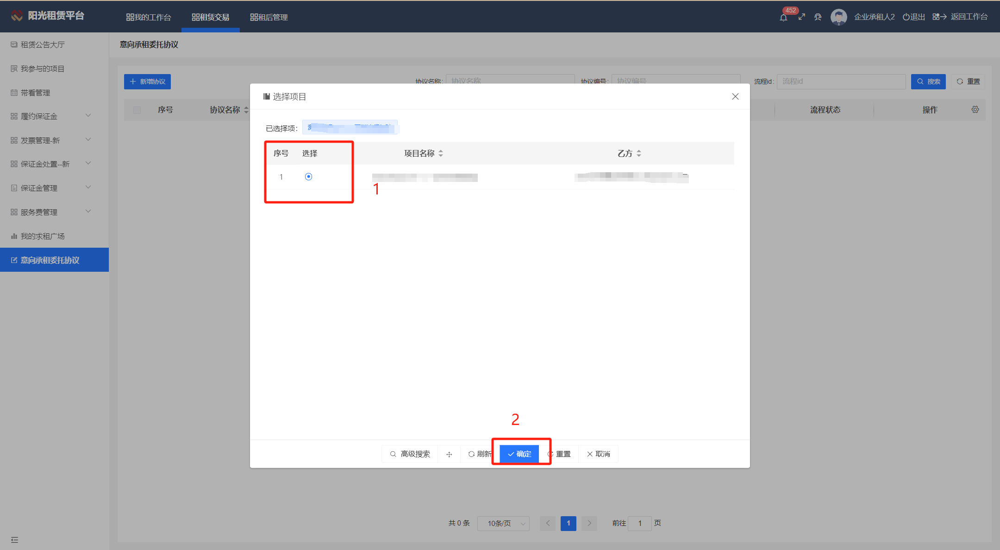 阳光租赁平台
我的工作台
租赁交易
租后管理
452
企业承租人2
退出
返回工作台
租赁公告大厅
我参与的项目
带看管理
履约保证金
发票管理-新
保证金处置--新
保证金管理
服务费管理
我的求租广场
意向承租委托协议
意向承租委托协议
新增协议
协议名称: 协议名称
协议编号: 协议编号
流程id: 流程id
搜索
重置
序号 协议名称 流程状态 操作
选择项目
已选择项:
序号 选择 项目名称 乙方
1
1
2
高级搜索 刷新 确定 重置 取消
共 0 条 10条/页 1 前往 1 页